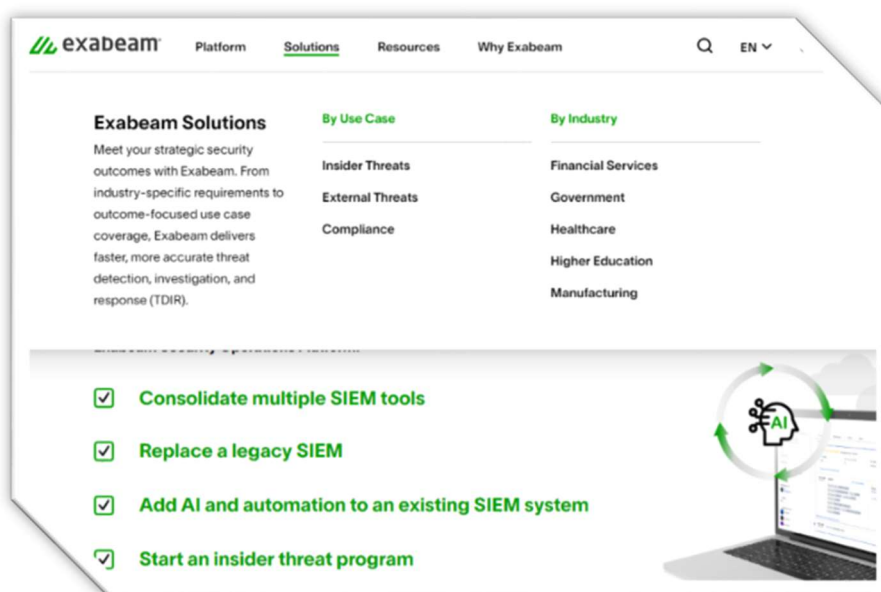 exabeam
Platform
Solutions
Resources
Why Exabeam
EN
Exabeam Solutions
Meet your strategic security
outcomes with Exabeam. From
industry-specific requirements to
outcome-focused use case
coverage, Exabeam delivers
faster, more accurate threat
detection, investigation, and
response (TDIR).
By Use Case
Insider Threats
External Threats
Compliance
By Industry
Financial Services
Government
Healthcare
Higher Education
Manufacturing
Consolidate multiple SIEM tools
Replace a legacy SIEM
Add AI and automation to an existing SIEM system
Start an insider threat program
AI